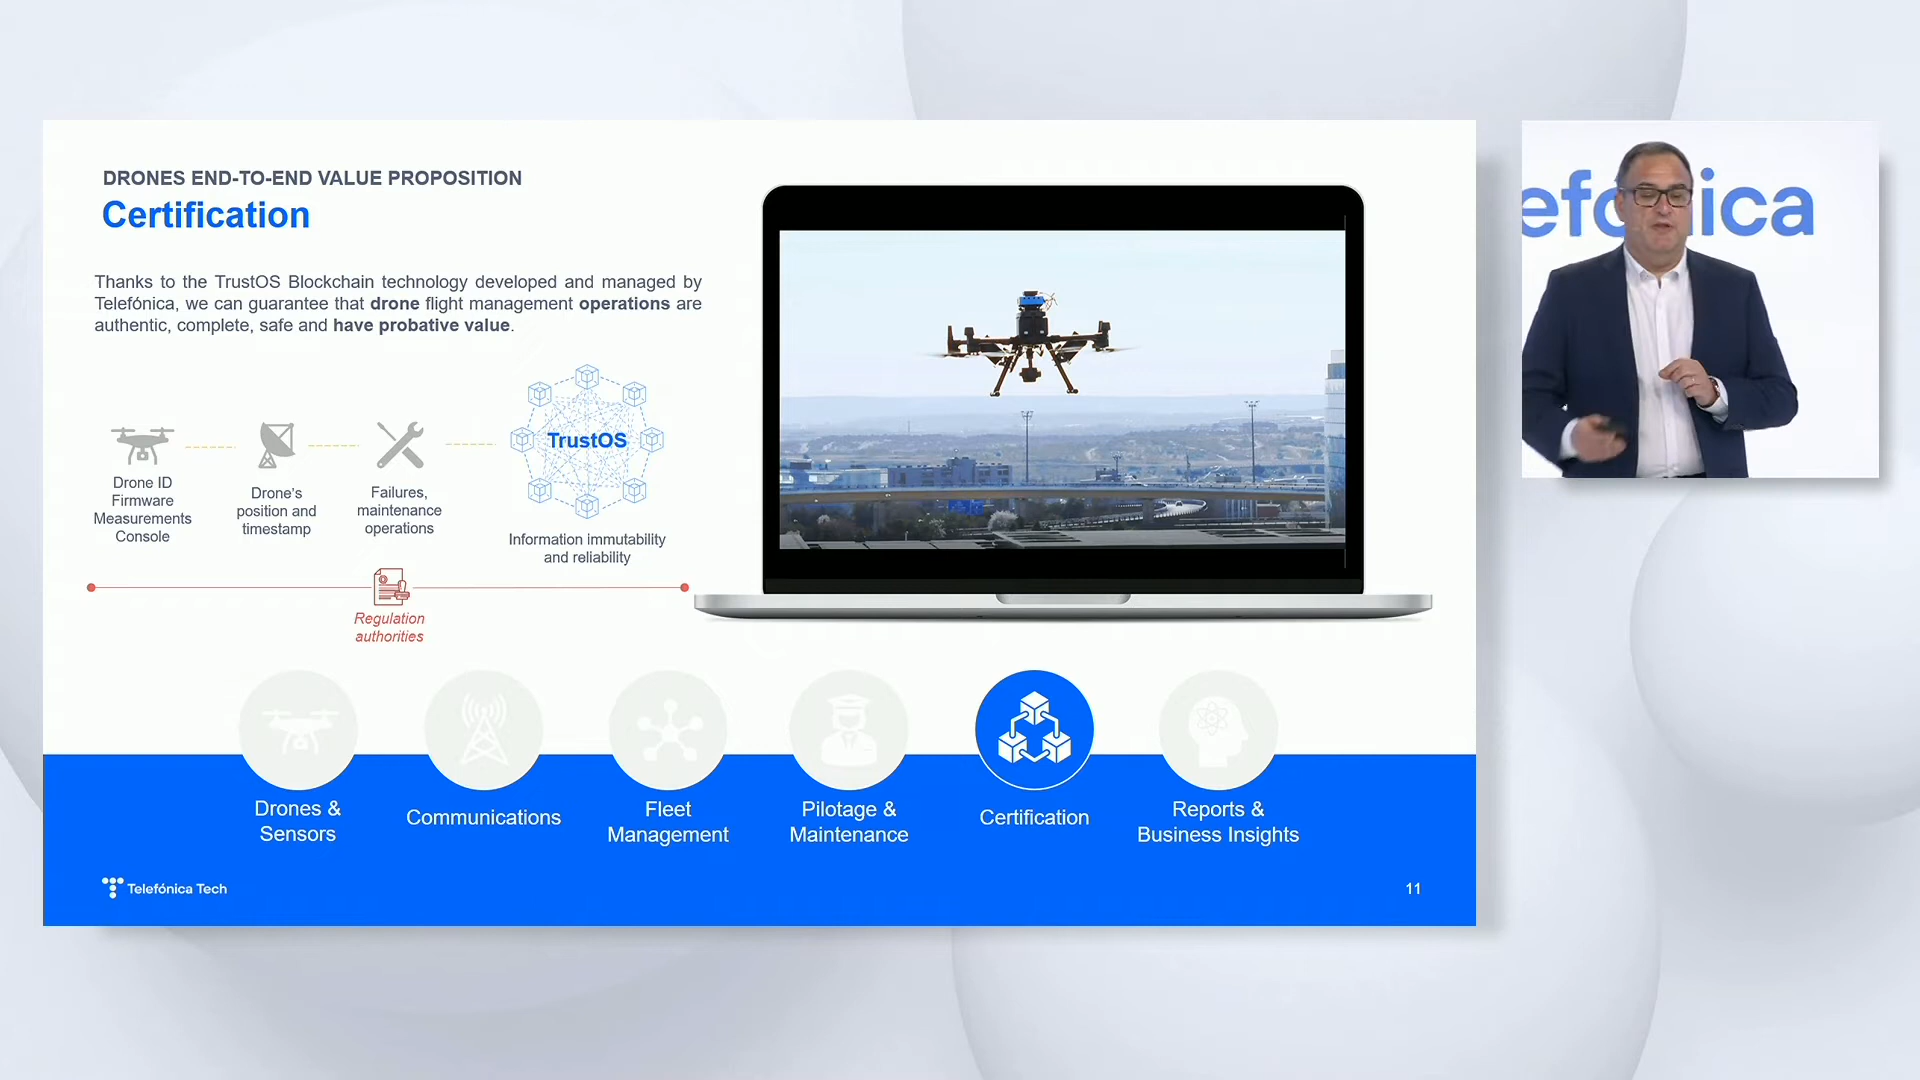 DRONES END-TO-END VALUE PROPOSITION
Certification
Thanks to the TrustOS Blockchain technology developed and managed by
Telefónica, we can guarantee that drone flight management operations are
authentic, complete, safe and have probative value.
Drone ID
Firmware
Measurements
Console
Drone's
position and
timestamp
Failures,
maintenance
operations
TrustOS
Information immutability
and reliability
Regulation
authorities
Drones &
Sensors
Communications
Fleet
Management
Pilotage &
Maintenance
Certification
Reports &
Business Insights
Telefónica Tech
11
efónica